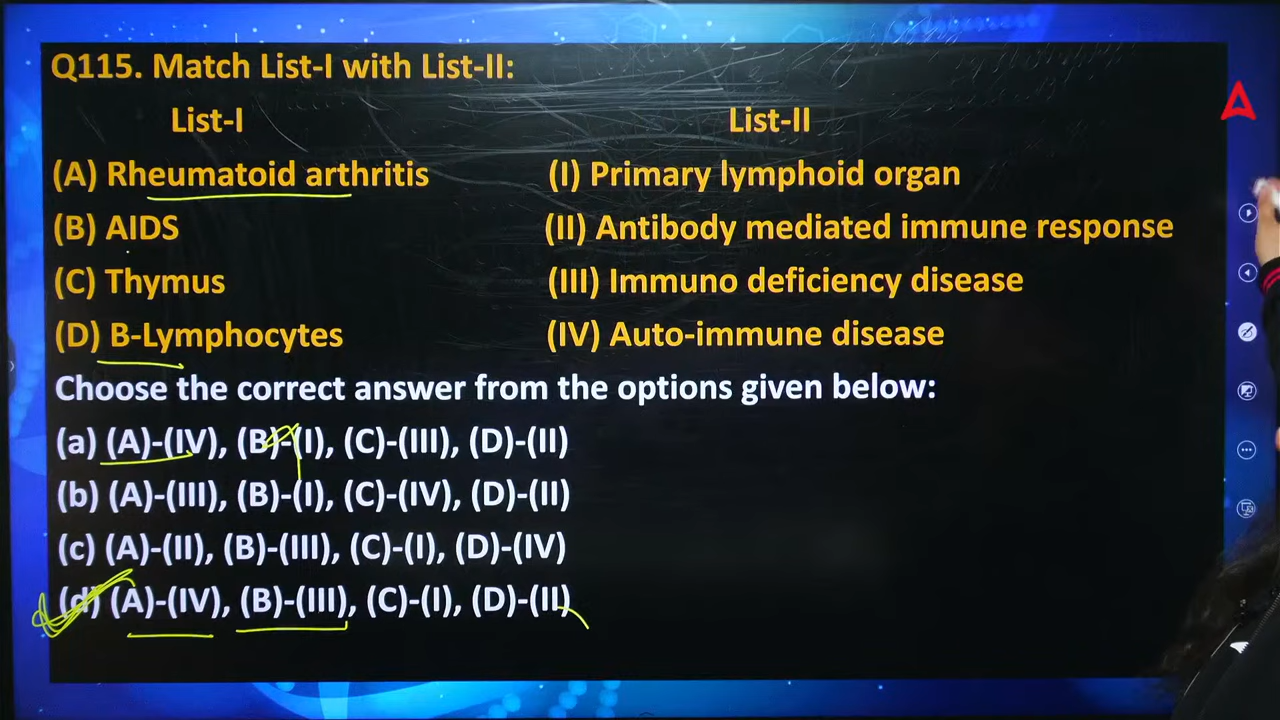 Q115. Match List-I with List-II:
List-I List-II
(A) Rheumatoid arthritis (I) Primary lymphoid organ
(B) AIDS (II) Antibody mediated immune response
(C) Thymus (III) Immuno deficiency disease
(D) B-Lymphocytes (IV) Auto-immune disease
Choose the correct answer from the options given below:
(a) (A)-(IV), (B)-(I), (C)-(III), (D)-(II)
(b) (A)-(III), (B)-(I), (C)-(IV), (D)-(II)
(c) (A)-(II), (B)-(III), (C)-(I), (D)-(IV)
(d) (A)-(IV), (B)-(III), (C)-(I), (D)-(II)